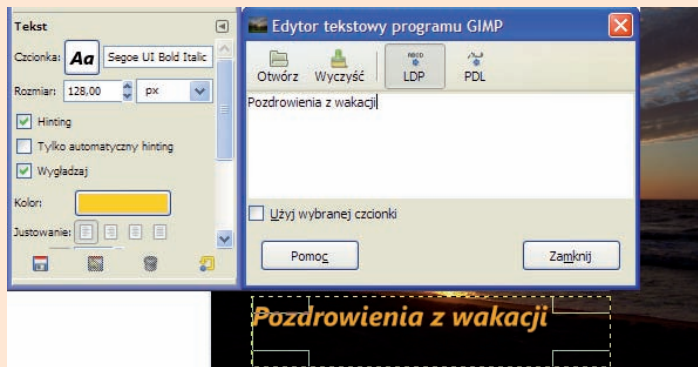 Tekst
Czcionka: Aa Segoe UI Bold Italic
Rozmiar: 128,00 px
Hinting
Tylko automatyczny hinting
Wygładzaj
Kolor:
Justowanie:
Edytor tekstowy programu GIMP
Otwórz Wyczyść LDP PDL
Pozdrowienia z wakacji
Użyj wybranej czcionki
Pomoc Zamknij
Pozdrowienia z wakacji